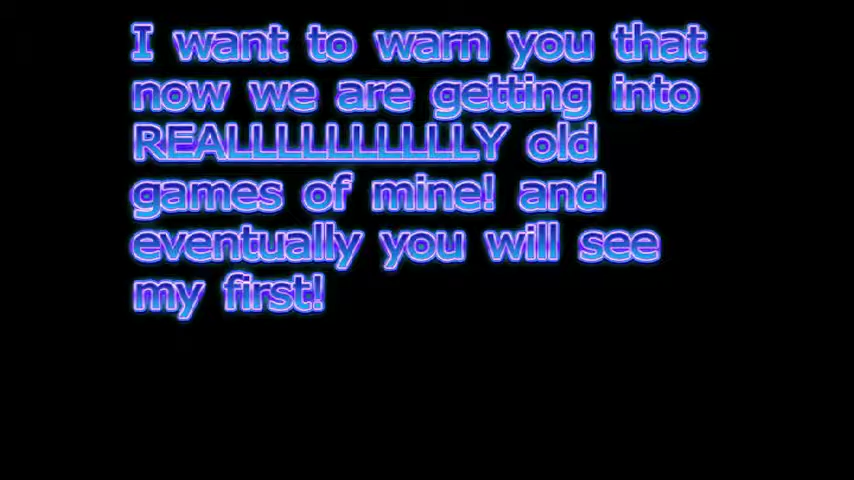 I want to warn you that
now we are getting into
REALLLLLLLLLLY old
games of mine! and
eventually you will see
my first!